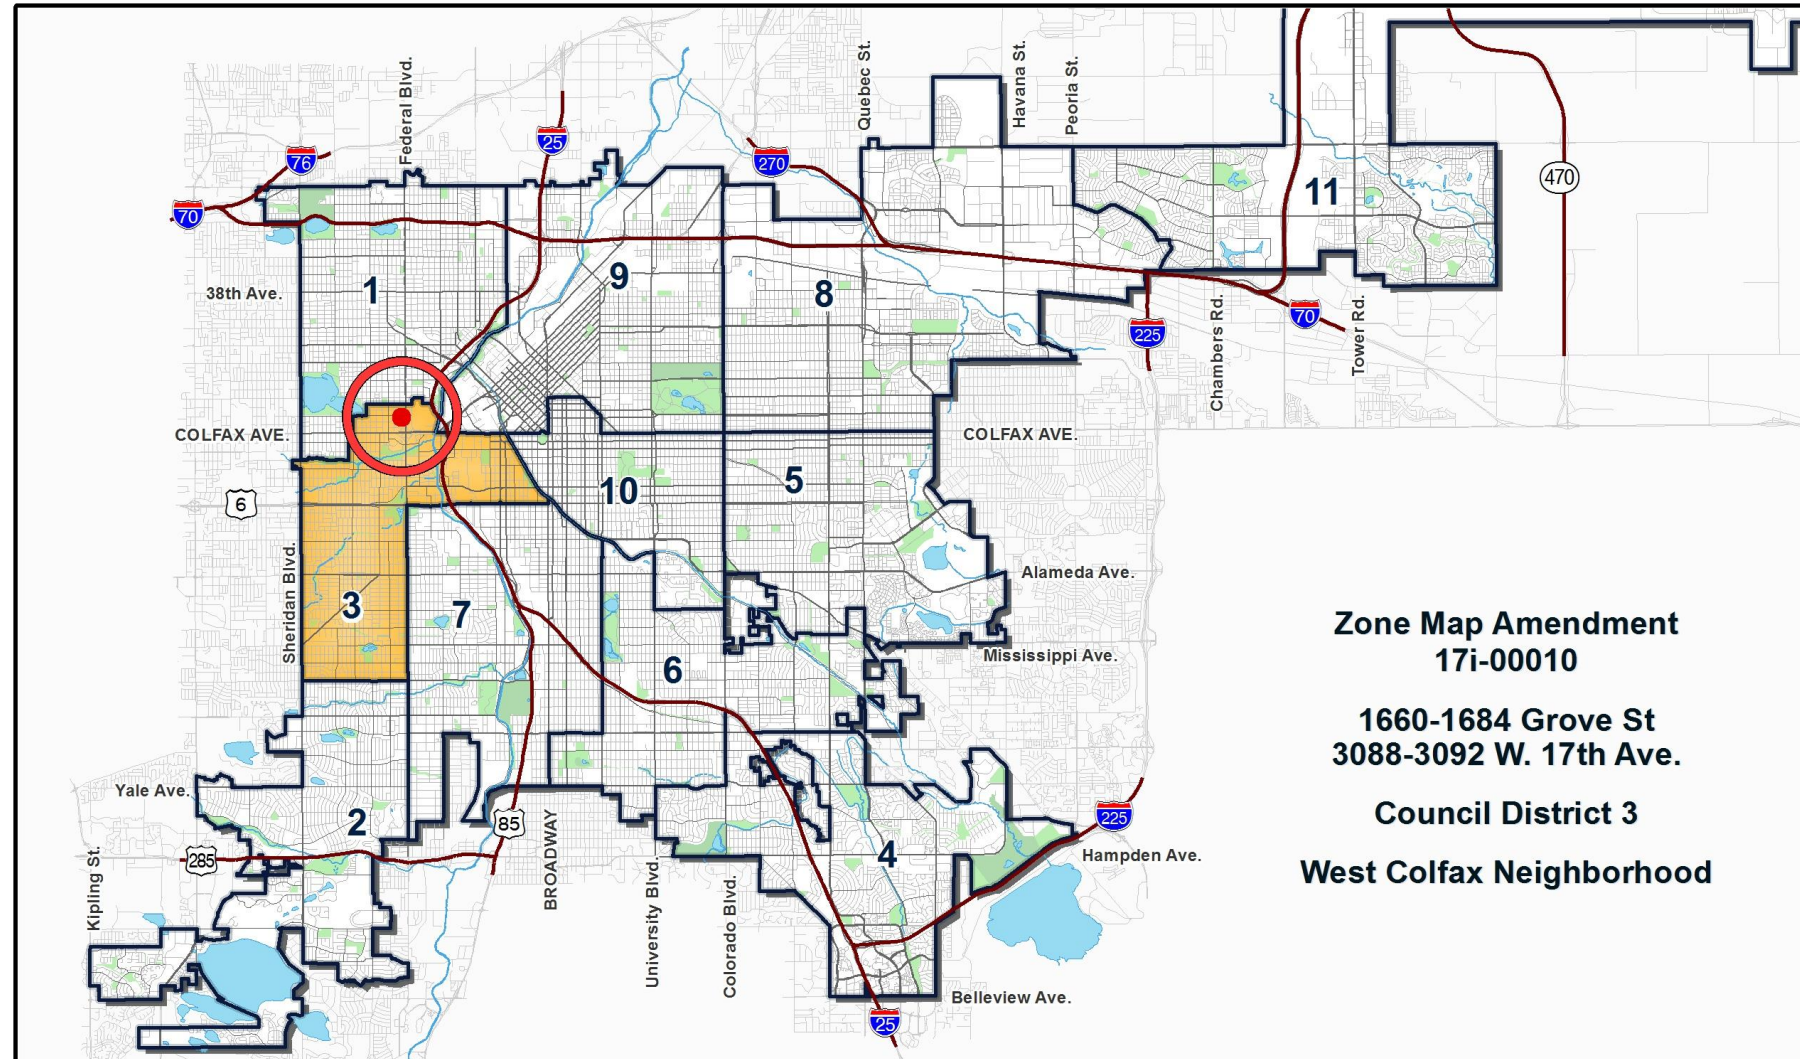 Federal Blvd.
Quebec St.
Havana St.
Peoria St.
76
25
270
70
470
11
1
9
8
38th Ave.
225
70
Chambers Rd.
Tower Rd.
COLFAX AVE.
COLFAX AVE.
6
10
5
Sheridan Blvd.
3
7
6
Alameda Ave.
Mississippi Ave.
Zone Map Amendment
17i-00010
1660-1684 Grove St
3088-3092 W. 17th Ave.
Council District 3
West Colfax Neighborhood
Yale Ave.
2
85
BROADWAY
285
Kipling St.
University Blvd.
Colorado Blvd.
4
225
Hampden Ave.
Belleview Ave.
25